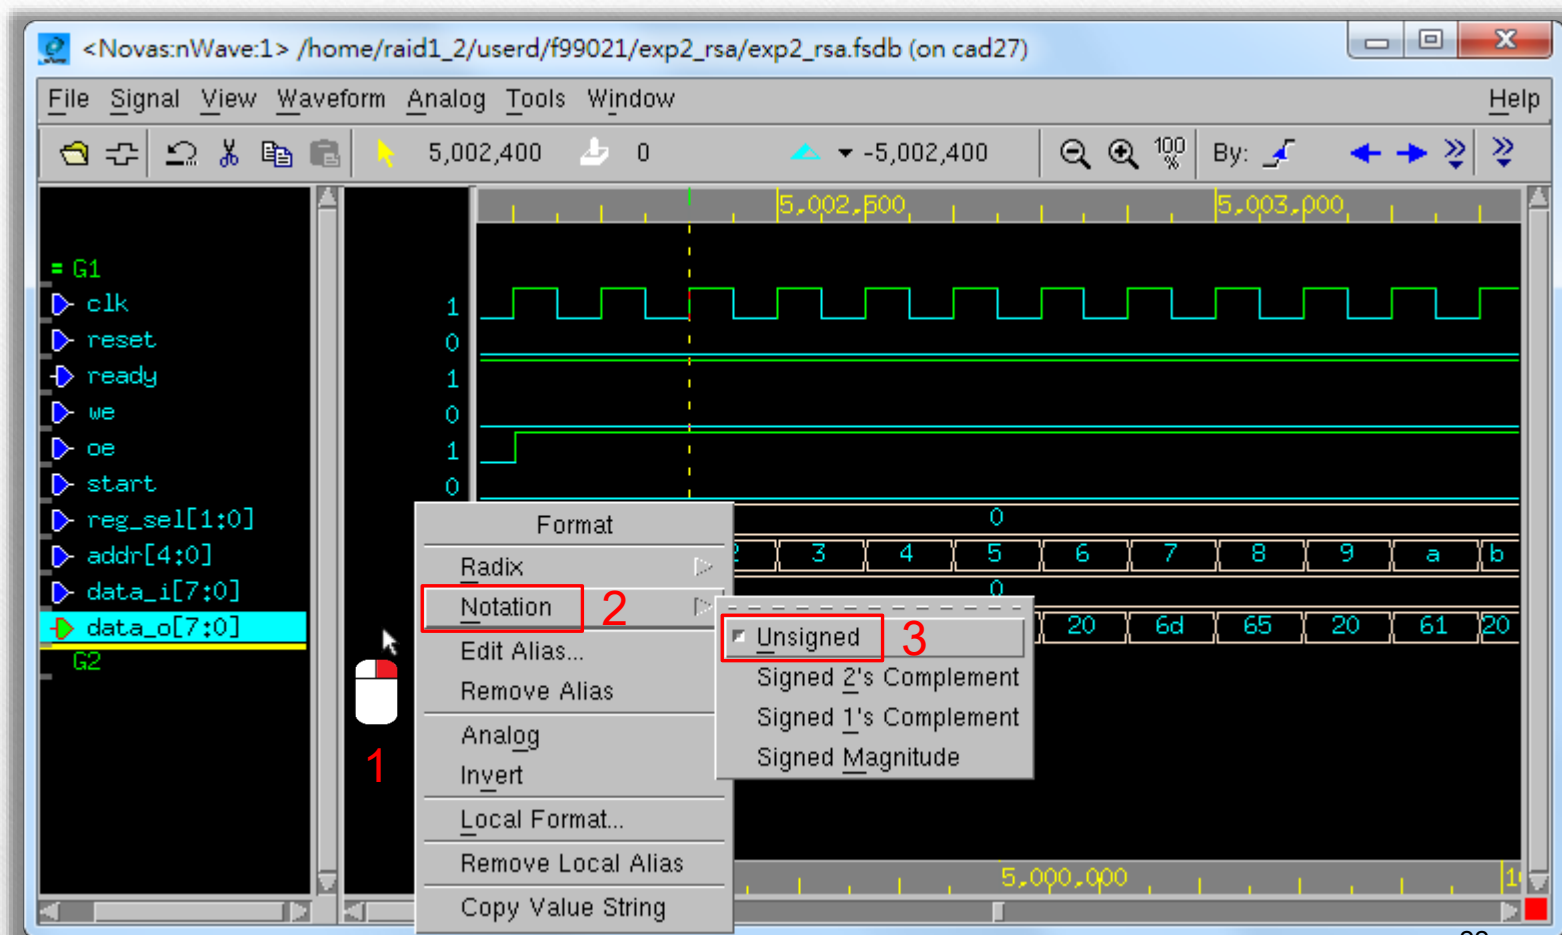 <Novas:nWave:1> /home/raid1_2/userd/f99021/exp2_rsa/exp2_rsa.fsdb (on cad27)
File Signal View Waveform Analog Tools Window Help
5,002,400 0 -5,002,400 100 % By:
5,002,500 5,003,000
= G1
clk 1
reset 0
ready 1
we 0
oe 1
start 0
reg_sel[1:0] 0
addr[4:0] 3 4 5 6 7 8 9 a b
data_i[7:0] 0
data_o[7:0] 20 6d 65 20 61 20
G2
Format
Radix
Notation 2
Edit Alias...
Remove Alias
Analog
Invert
Local Format...
Remove Local Alias
Copy Value String
Unsigned 3
Signed 2's Complement
Signed 1's Complement
Signed Magnitude
1
5,000,000